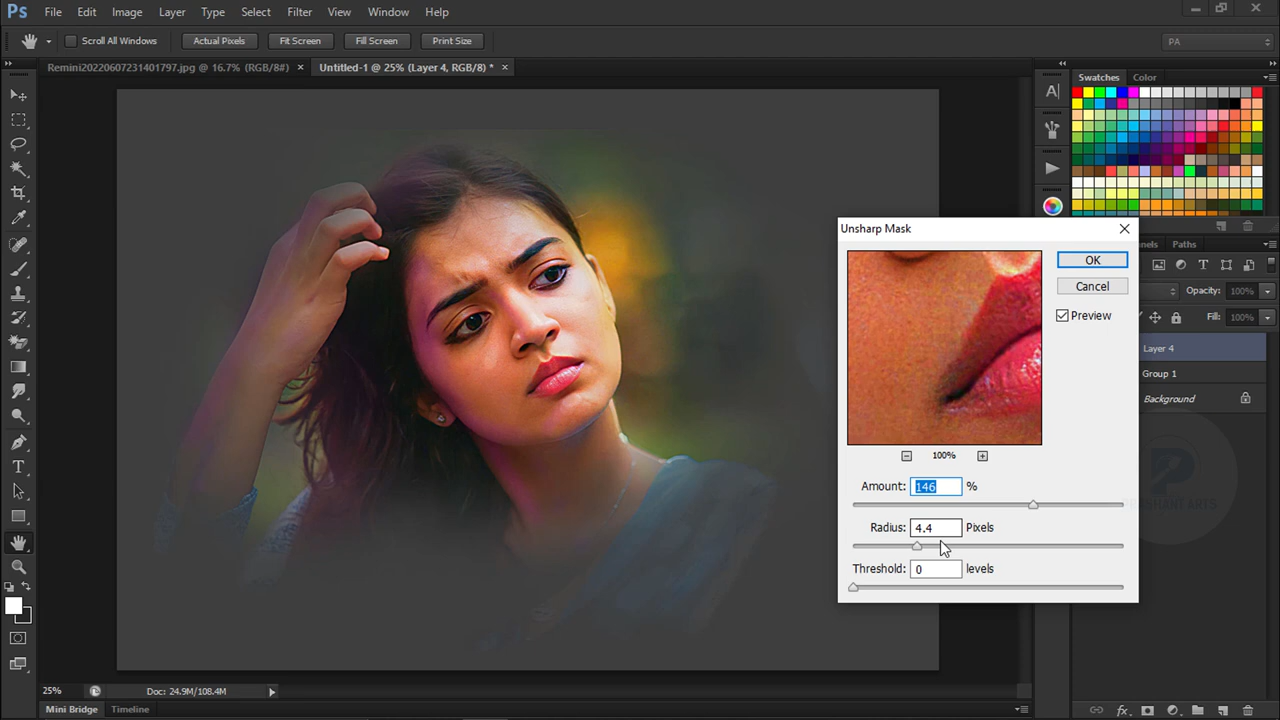 Ps File Edit Image Layer Type Select Filter View Window Help
Scroll All Windows Actual Pixels Fit Screen Fill Screen Print Size PA
Remini20220607231401797.jpg @ 16.7% (RGB/8#) × Untitled-1 @ 25% (Layer 4, RGB/8) * ×
Swatches Color
Unsharp Mask
OK
Cancel
Preview
100%
Amount: 146 %
Radius: 4.4 Pixels
Threshold: 0 levels
Paths
Opacity: 100%
Fill: 100%
Layer 4
Group 1
Background
25% Doc: 24.9M/108.4M
Mini Bridge Timeline